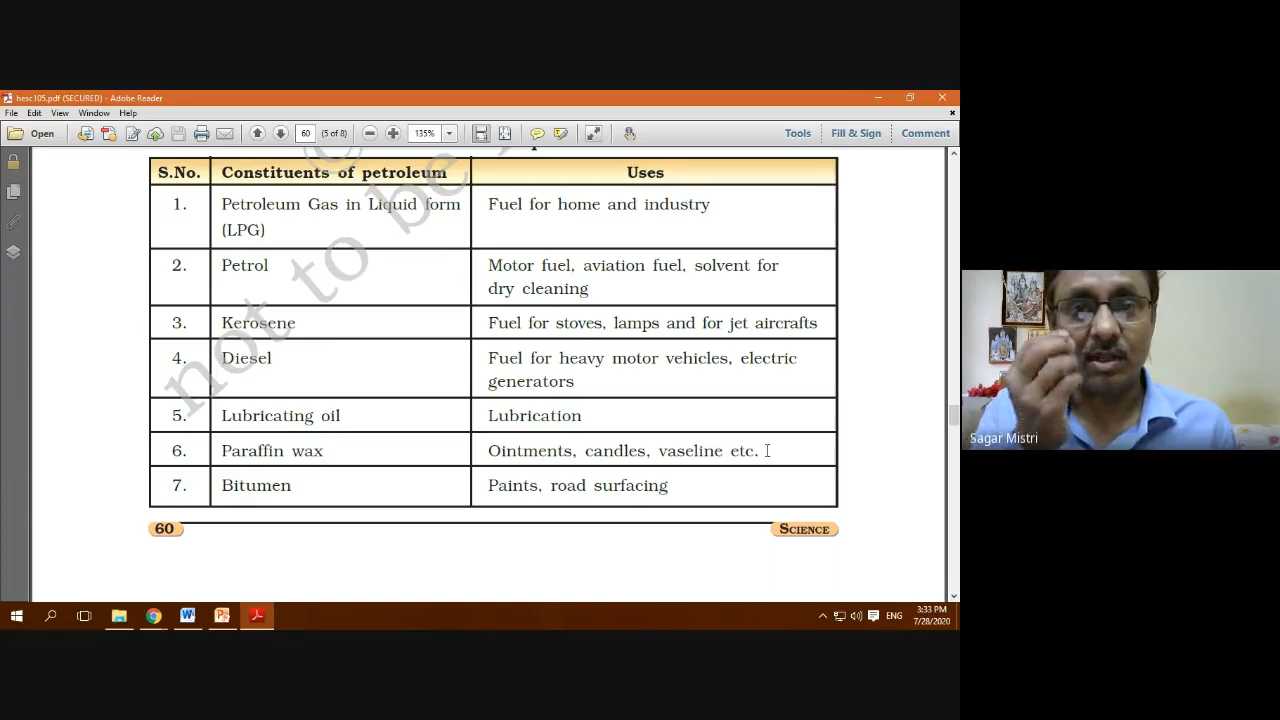 hesc105.pdf (SECURED) - Adobe Reader
File Edit View Window Help
Open 60 (5 of 8) 135% Tools Fill & Sign Comment
not to be
S.No. Constituents of petroleum Uses
1. Petroleum Gas in Liquid form Fuel for home and industry
(LPG)
2. Petrol Motor fuel, aviation fuel, solvent for
dry cleaning
3. Kerosene Fuel for stoves, lamps and for jet aircrafts
4. Diesel Fuel for heavy motor vehicles, electric
generators
5. Lubricating oil Lubrication
6. Paraffin wax Ointments, candles, vaseline etc.
7. Bitumen Paints, road surfacing
60 SCIENCE
Sagar Mistri
ENG 3:33 PM
7/28/2020